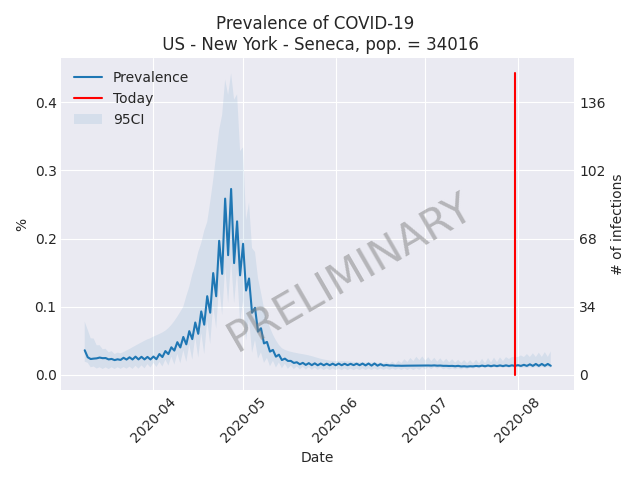 Prevalence of COVID-19
US - New York - Seneca, pop. = 34016
Prevalence
Today
95CI
0.4
0.3
0.2
0.1
0.0
%
136
102
68
34
0
# of infections
PRELIMINARY
2020-04
2020-05
2020-06
2020-07
2020-08
Date